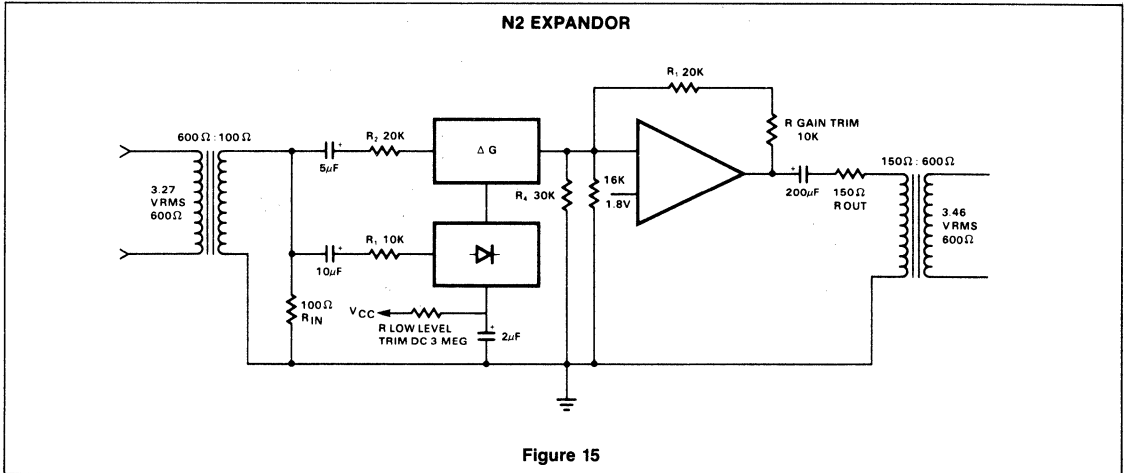 N2 EXPANDOR
R₁ 20K
R GAIN TRIM
10K
600Ω:100Ω
R₂ 20K
5µF
ΔG
150Ω:600Ω
3.27
VRMS
600Ω
R₄ 30K
16K
1.8V
200µF
150Ω
ROUT
3.46
VRMS
600Ω
R₁ 10K
10µF
100Ω
RIN
VCC
R LOW LEVEL
TRIM DC 3 MEG
2µF
Figure 15